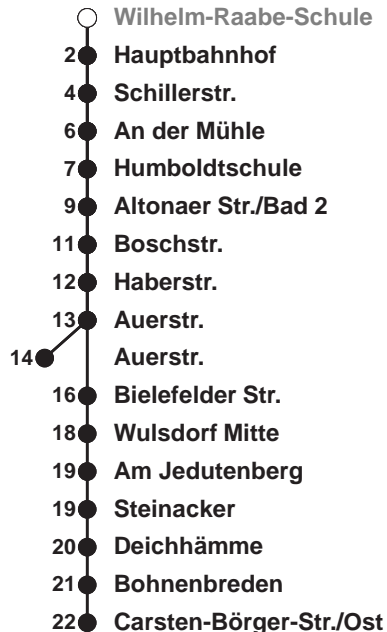 Wilhelm-Raabe-Schule
2 Hauptbahnhof
4 Schillerstr.
6 An der Mühle
7 Humboldtschule
9 Altonaer Str./Bad 2
11 Boschstr.
12 Haberstr.
13 Auerstr.
14 Auerstr.
16 Bielefelder Str.
18 Wulsdorf Mitte
19 Am Jedutenberg
19 Steinacker
20 Deichhämme
21 Bohnenbreden
22 Carsten-Börger-Str./Ost